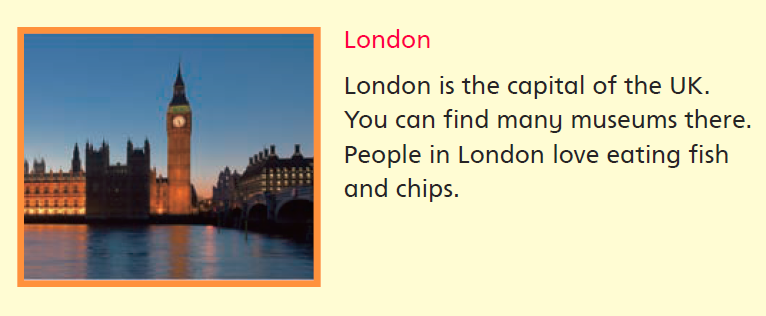 London
London is the capital of the UK.
You can find many museums there.
People in London love eating fish
and chips.